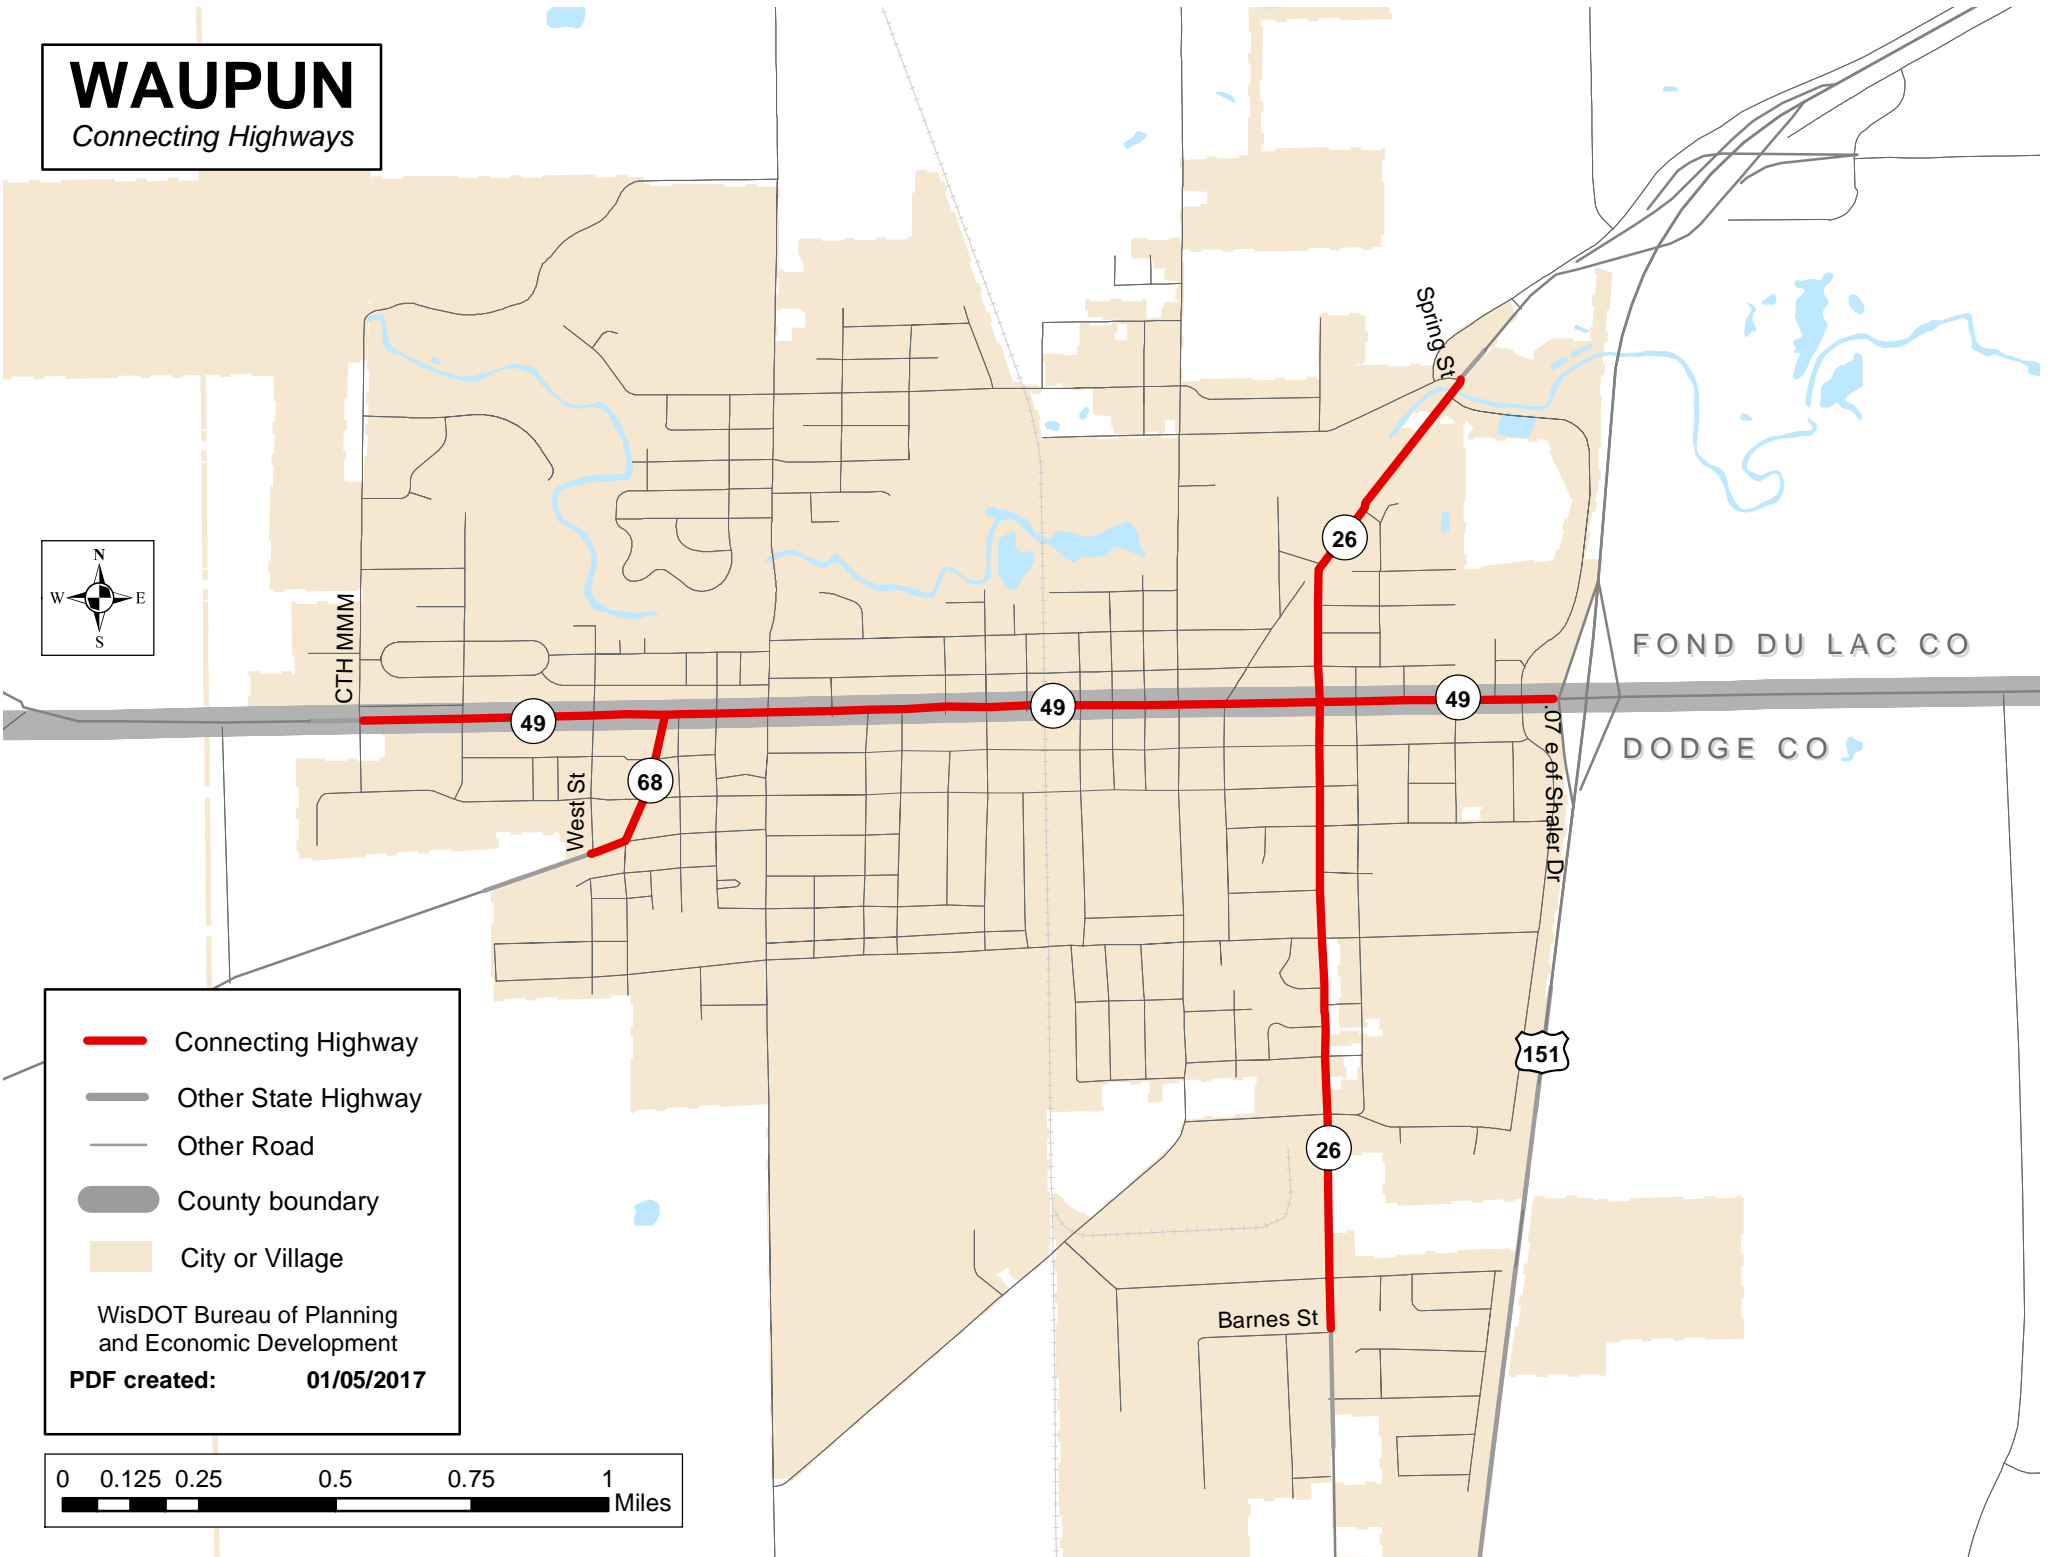 WAUPUN
Connecting Highways
Spring St
26
N
W E
S
CTH MMM
FOND DU LAC CO
49
49
49
.07 e of Shaler Dr
DODGE CO
West St
68
151
Connecting Highway
Other State Highway
Other Road
County boundary
City or Village
WisDOT Bureau of Planning
and Economic Development
PDF created: 01/05/2017
26
Barnes St
0 0.125 0.25 0.5 0.75 1
Miles